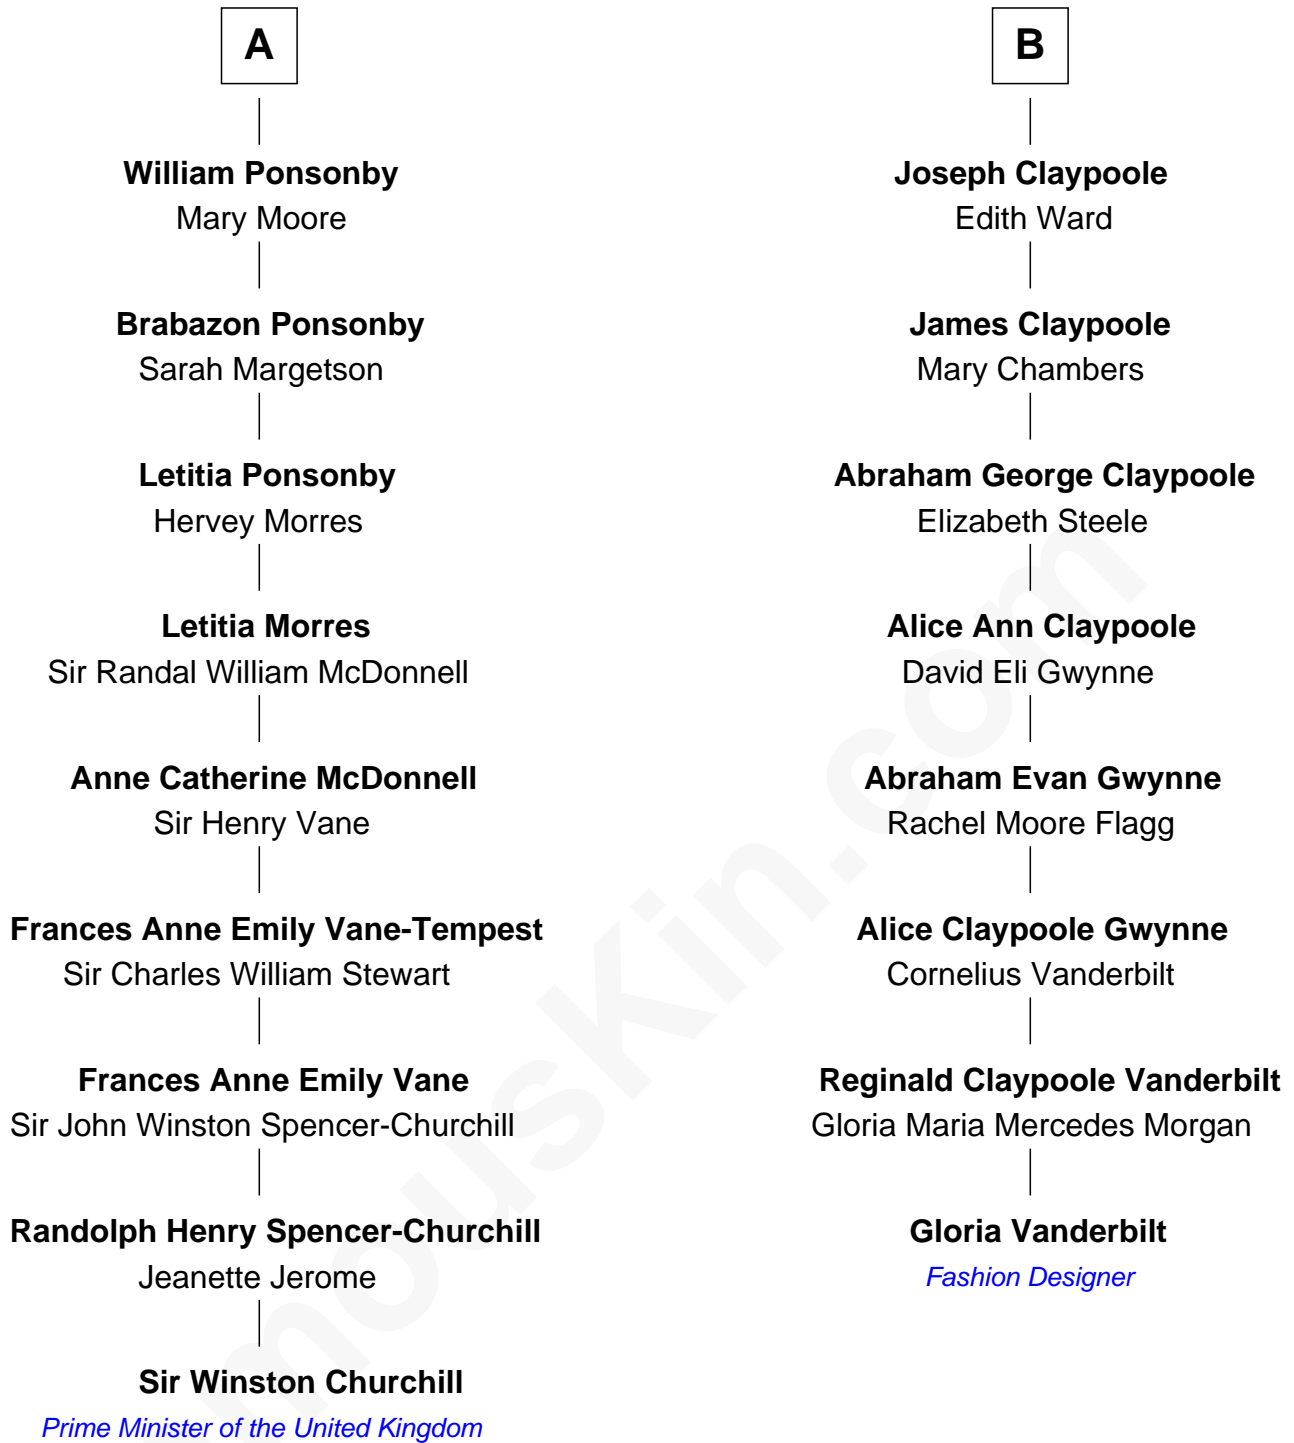 A
William Ponsonby
Mary Moore
Brabazon Ponsonby
Sarah Margetson
Letitia Ponsonby
Hervey Morres
Letitia Morres
Sir Randal William McDonnell
Anne Catherine McDonnell
Sir Henry Vane
Frances Anne Emily Vane-Tempest
Sir Charles William Stewart
Frances Anne Emily Vane
Sir John Winston Spencer-Churchill
Randolph Henry Spencer-Churchill
Jeanette Jerome
Sir Winston Churchill
Prime Minister of the United Kingdom
B
Joseph Claypoole
Edith Ward
James Claypoole
Mary Chambers
Abraham George Claypoole
Elizabeth Steele
Alice Ann Claypoole
David Eli Gwynne
Abraham Evan Gwynne
Rachel Moore Flagg
Alice Claypoole Gwynne
Cornelius Vanderbilt
Reginald Claypoole Vanderbilt
Gloria Maria Mercedes Morgan
Gloria Vanderbilt
Fashion Designer
mousKin.com